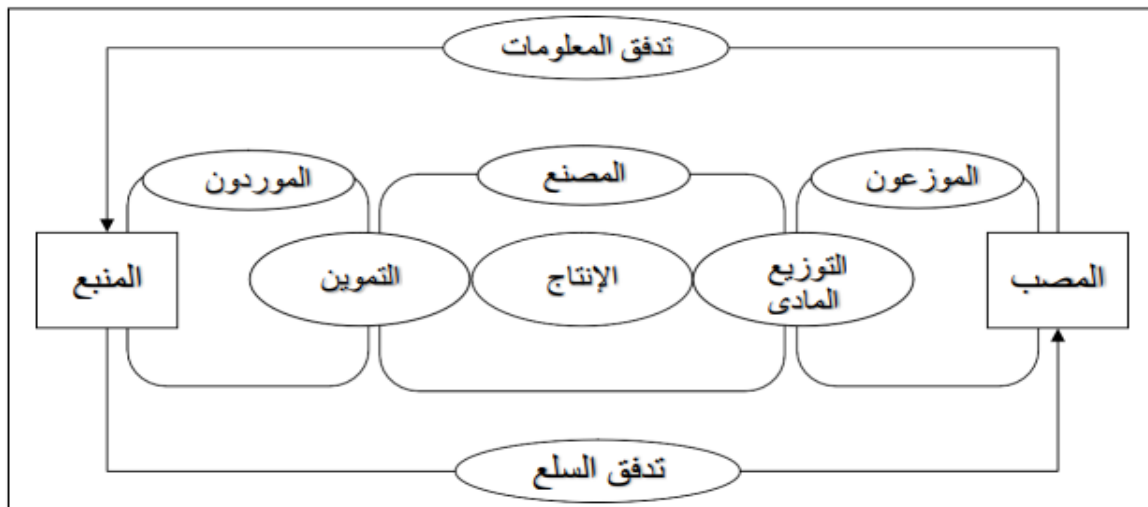 تدفق المعلومات
الموزعون
المصنع
الموردون
المصب
التوزيع
المادى
الإنتاج
التموين
المنبع
تدفق السلع